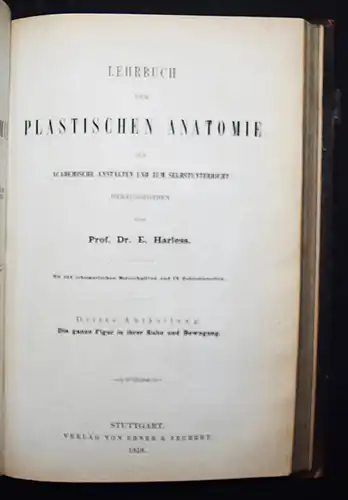 LEHRBUCH
DER
PLASTISCHEN ANATOMIE
FÜR
ACADEMISCHE ANSTALTEN UND ZUM SELBSTUNTERRICHT
HERAUSGEGEBEN
VON
Prof. Dr. E. Harless.
Dritte Abtheilung
Die ganze Figur in ihrer Ruhe und Bewegung.
STUTTGART.
VERLAG VON EBNER & SEUBERT.